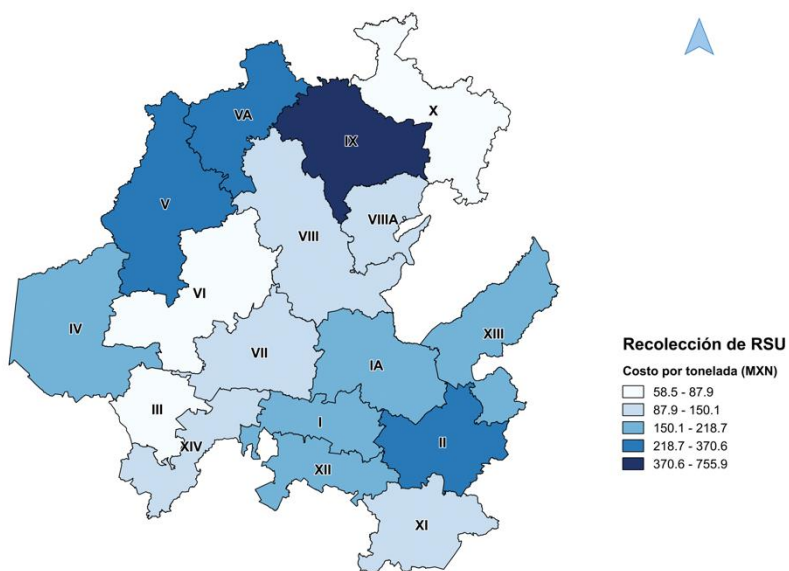 X
VA
IX
V
VIIIA
VIII
VI
IV
XIII
VII
IA
III
I
II
XIV
XII
XI
Recolección de RSU
Costo por tonelada (MXN)
58.5 - 87.9
87.9 - 150.1
150.1 - 218.7
218.7 - 370.6
370.6 - 755.9